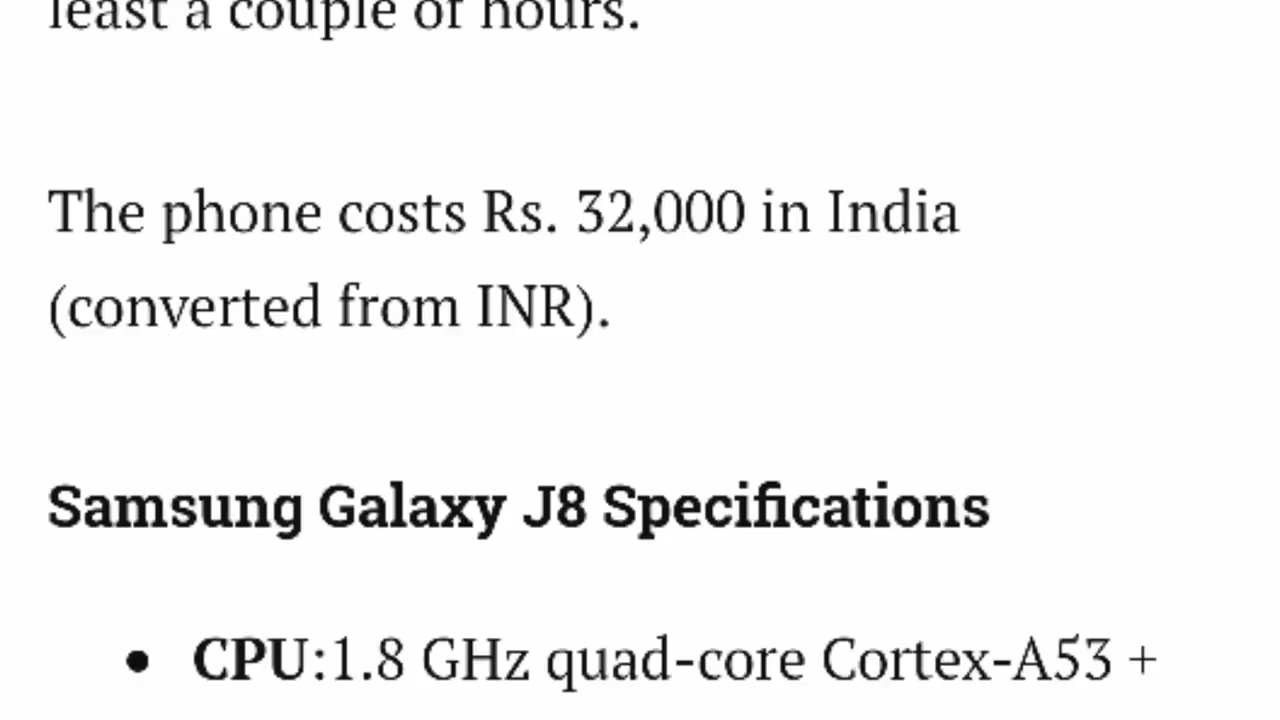 least a couple of hours.
The phone costs Rs. 32,000 in India
(converted from INR).
Samsung Galaxy J8 Specifications
• CPU:1.8 GHz quad-core Cortex-A53 +